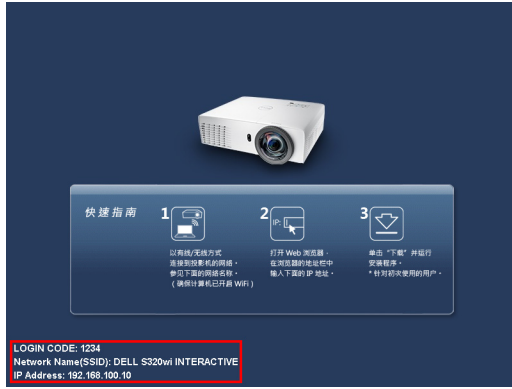 快速指南
1
以有线/无线方式
连接到投影机的网络。
参见下面的网络名称。
(确保计算机已开启 WiFi)
2
IP:
打开 Web 浏览器,
在浏览器的地址栏中
输入下面的 IP 地址。
3
单击“下载”并运行
安装程序。
*针对初次使用的用户。
LOGIN CODE: 1234
Network Name(SSID): DELL S320wi INTERACTIVE
IP Address: 192.168.100.10